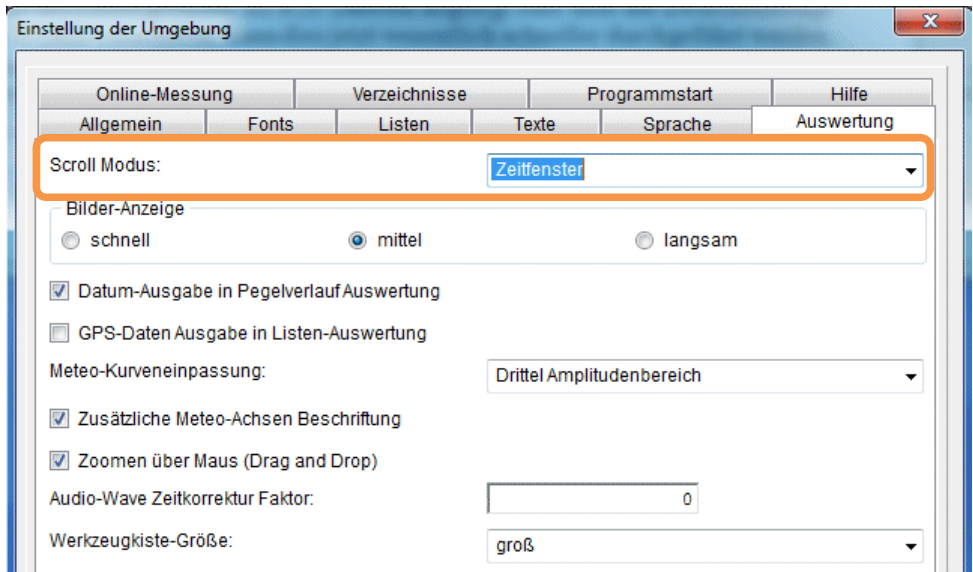 Einstellung der Umgebung
Online-Messung Verzeichnisse Programmstart Hilfe
Allgemein Fonts Listen Texte Sprache Auswertung
Scroll Modus: Zeitfenster
Bilder-Anzeige
schnell mittel langsam
Datum-Ausgabe in Pegelverlauf Auswertung
GPS-Daten Ausgabe in Listen-Auswertung
Meteo-Kurveneinpassung: Drittel Amplitudenbereich
Zusätzliche Meteo-Achsen Beschriftung
Zoomen über Maus (Drag and Drop)
Audio-Wave Zeitkorrektur Faktor: 0
Werkzeugkiste-Größe: groß